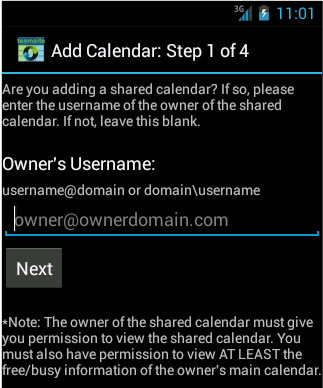 3G 11:01
teamsite
Add Calendar: Step 1 of 4
Are you adding a shared calendar? If so, please
enter the username of the owner of the shared
calendar. If not, leave this blank.
Owner's Username:
username@domain or domain\username
owner@ownerdomain.com
Next
*Note: The owner of the shared calendar must give
you permission to view the shared calendar. You
must also have permission to view AT LEAST the
free/busy information of the owner's main calendar.